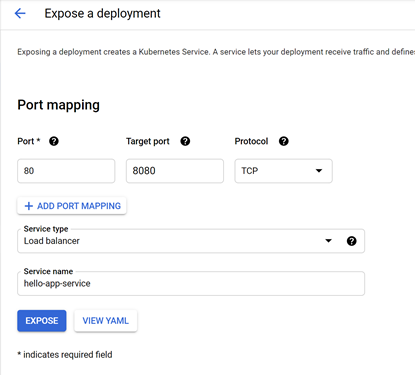 Expose a deployment
Exposing a deployment creates a Kubernetes Service. A service lets your deployment receive traffic and defines
Port mapping
Port * ?
Target port ?
Protocol ?
80
8080
TCP
+ ADD PORT MAPPING
Service type
Load balancer ?
Service name
hello-app-service
EXPOSE
VIEW YAML
* indicates required field